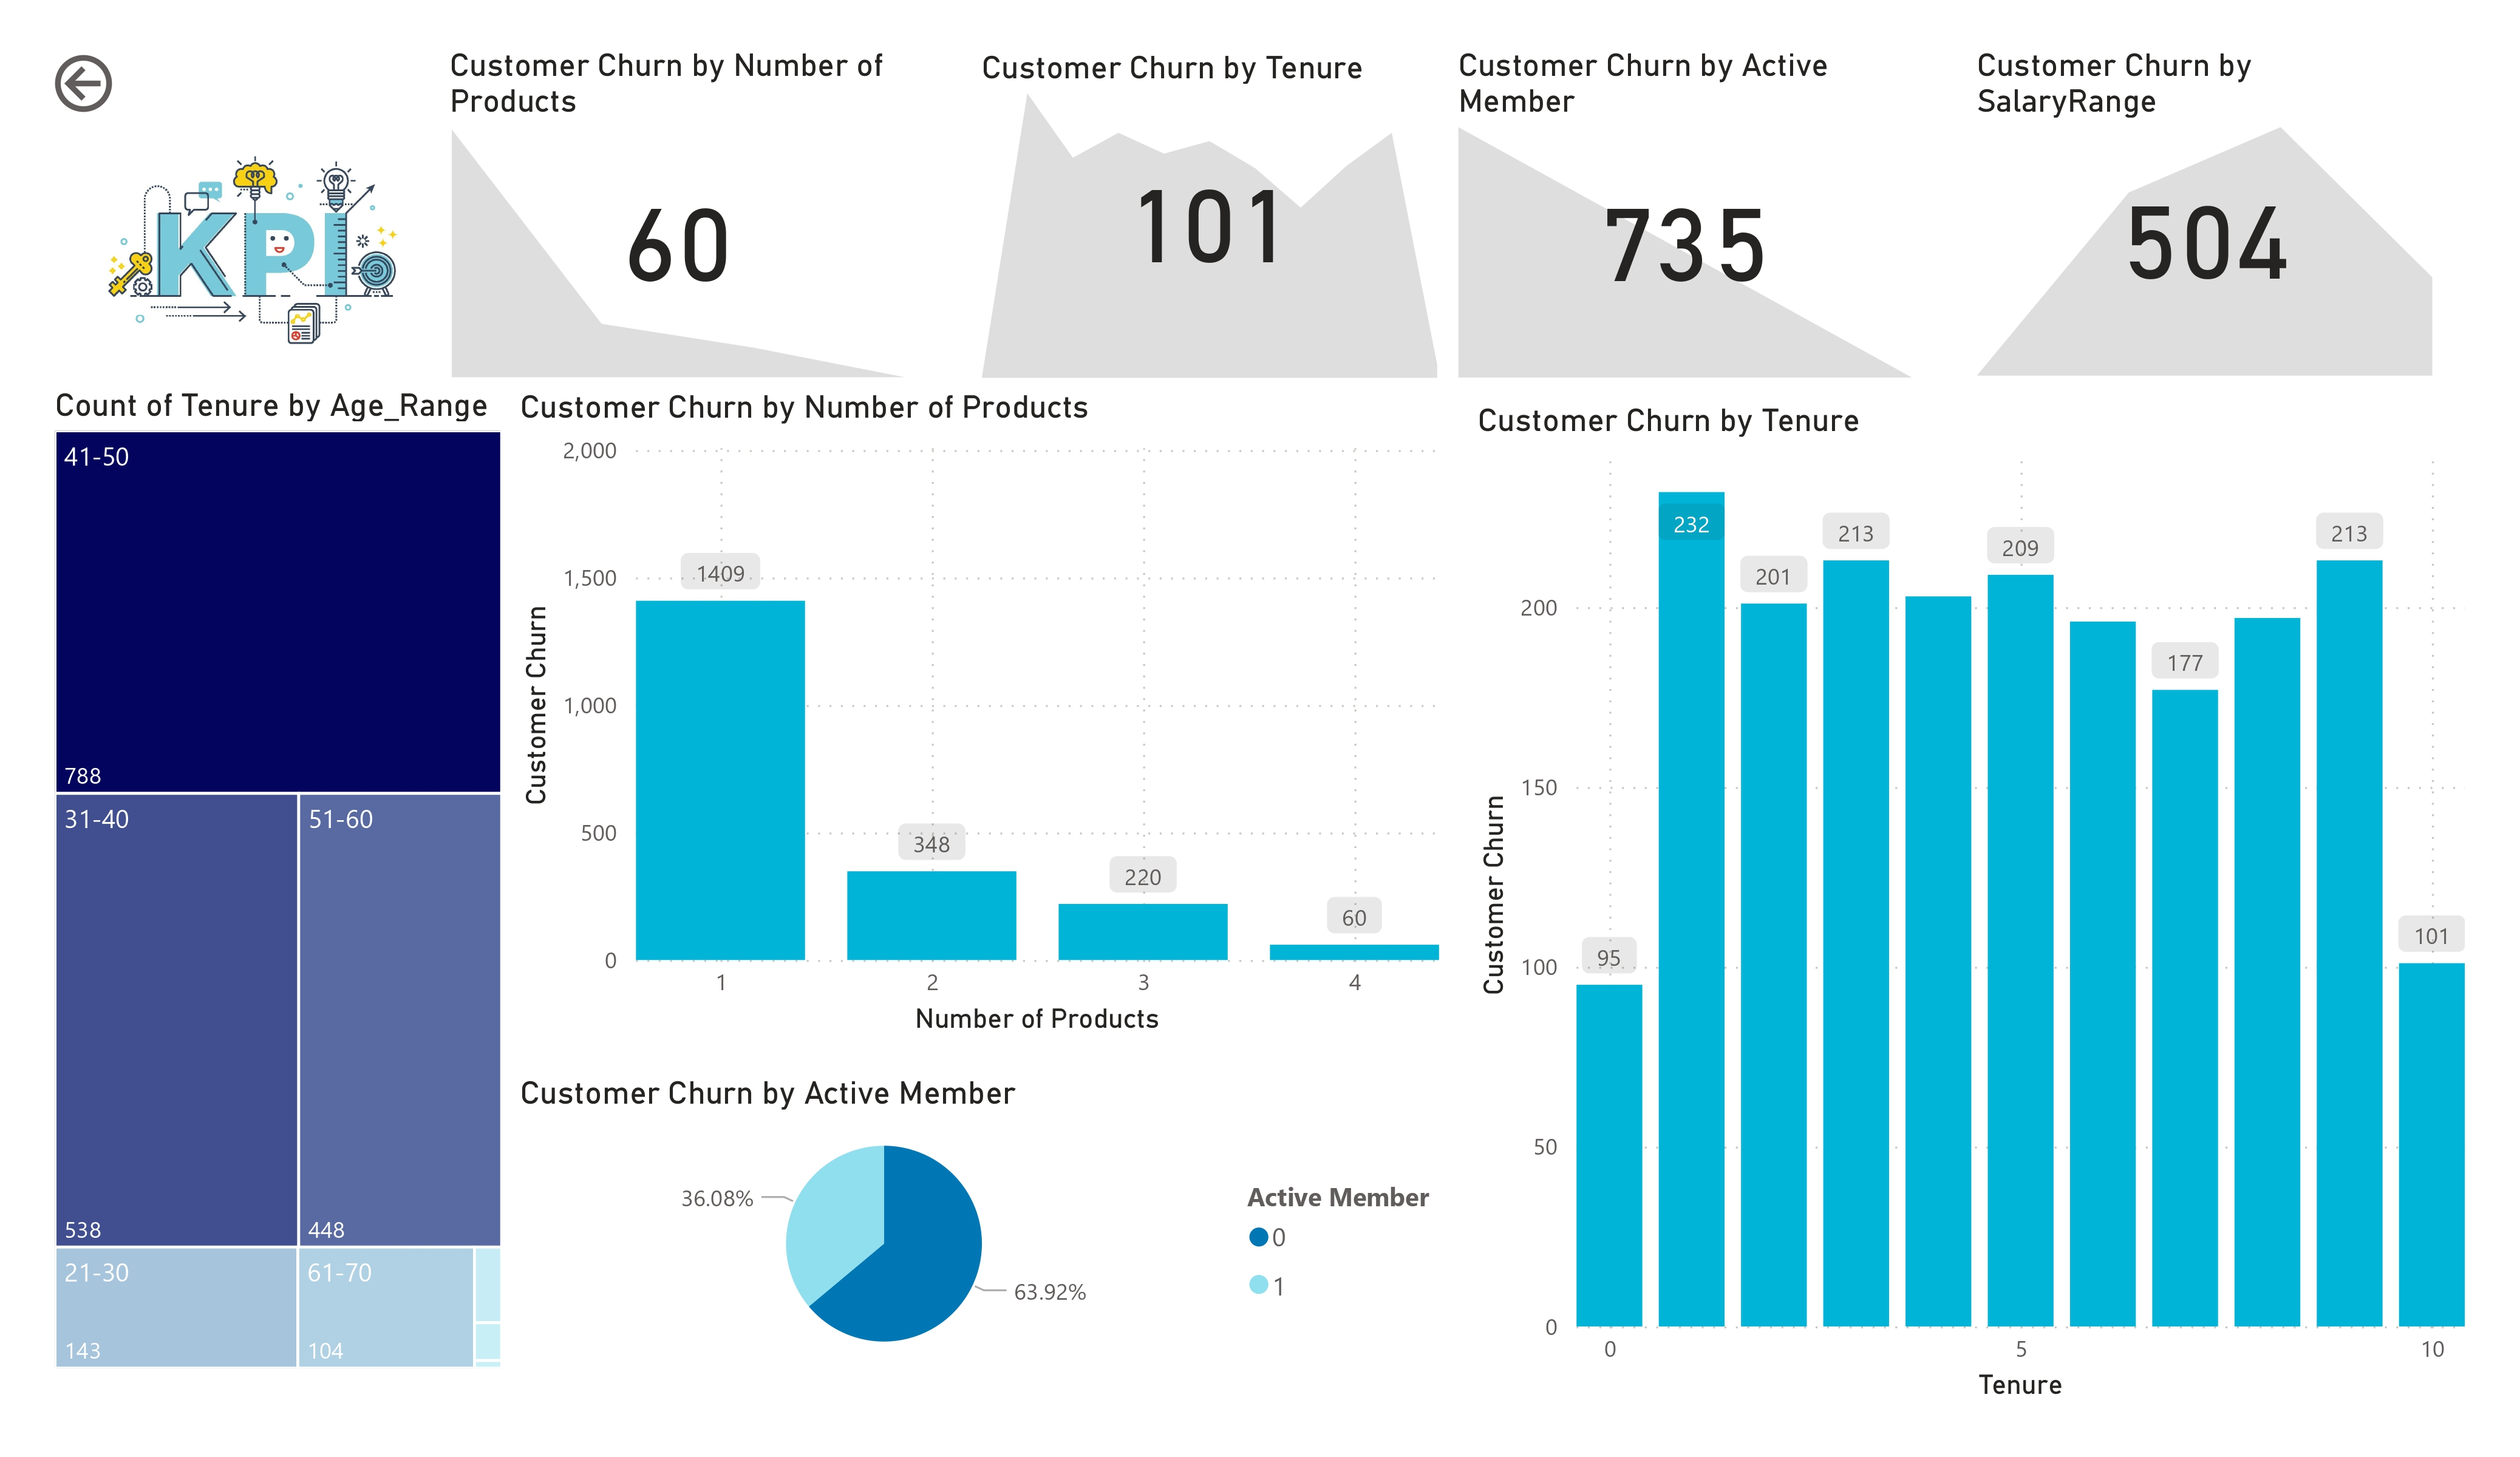 Customer Churn by Number of
Products
60
Customer Churn by Tenure
101
Customer Churn by Active
Member
735
Customer Churn by
SalaryRange
504
KPI
Count of Tenure by Age_Range
41-50
788
31-40
538
51-60
448
21-30
143
61-70
104
Customer Churn by Number of Products
Customer Churn
2,000
1,500
1,000
500
0
1409
348
220
60
1
2
3
4
Number of Products
Customer Churn by Active Member
36.08%
63.92%
Active Member
0
1
Customer Churn by Tenure
Customer Churn
200
150
100
50
0
95
232
201
213
209
177
213
101
0
5
10
Tenure